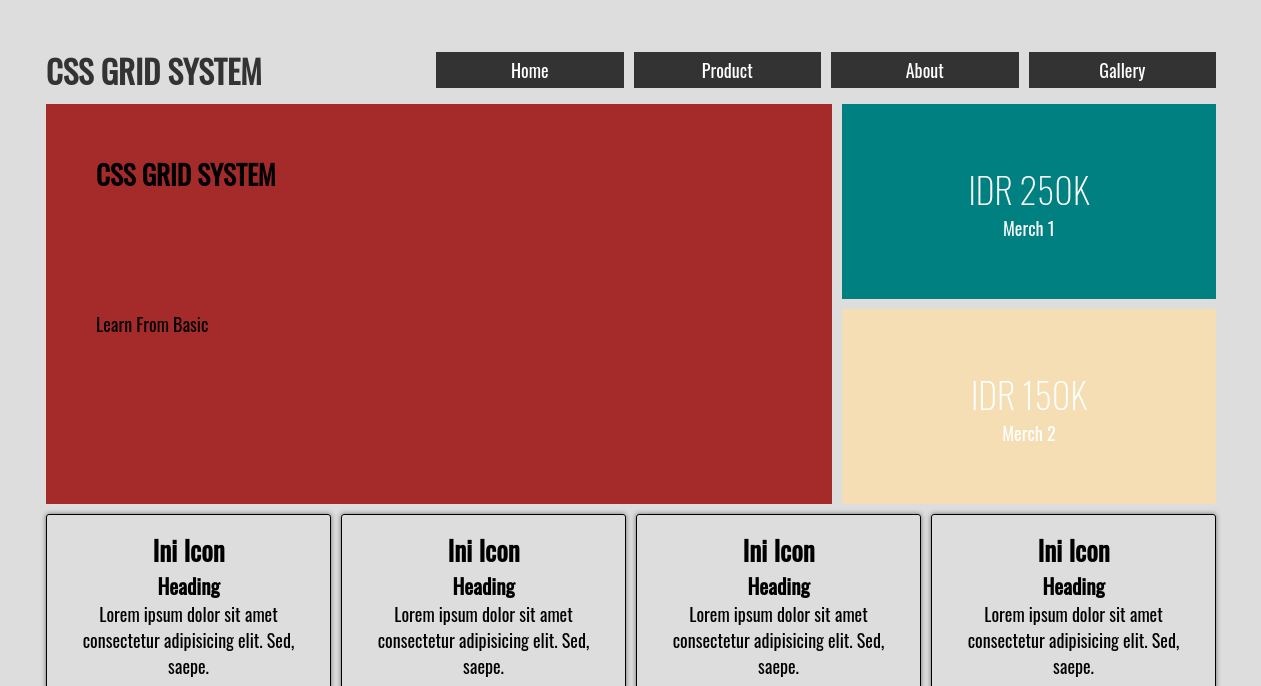 CSS GRID SYSTEM
Home
Product
About
Gallery
CSS GRID SYSTEM
Learn From Basic
IDR 250K
Merch 1
IDR 150K
Merch 2
Ini Icon
Heading
Lorem ipsum dolor sit amet
consectetur adipisicing elit. Sed,
saepe.
Ini Icon
Heading
Lorem ipsum dolor sit amet
consectetur adipisicing elit. Sed,
saepe.
Ini Icon
Heading
Lorem ipsum dolor sit amet
consectetur adipisicing elit. Sed,
saepe.
Ini Icon
Heading
Lorem ipsum dolor sit amet
consectetur adipisicing elit. Sed,
saepe.